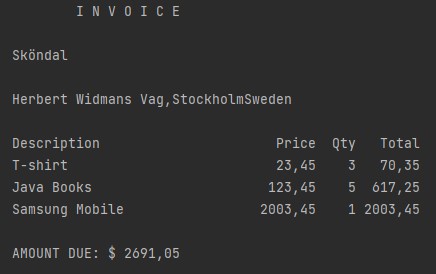 I N V O I C E
Sköndal
Herbert Widmans Vag,StockholmSweden
Description Price Qty Total
T-shirt 23,45 3 70,35
Java Books 123,45 5 617,25
Samsung Mobile 2003,45 1 2003,45
AMOUNT DUE: $ 2691,05